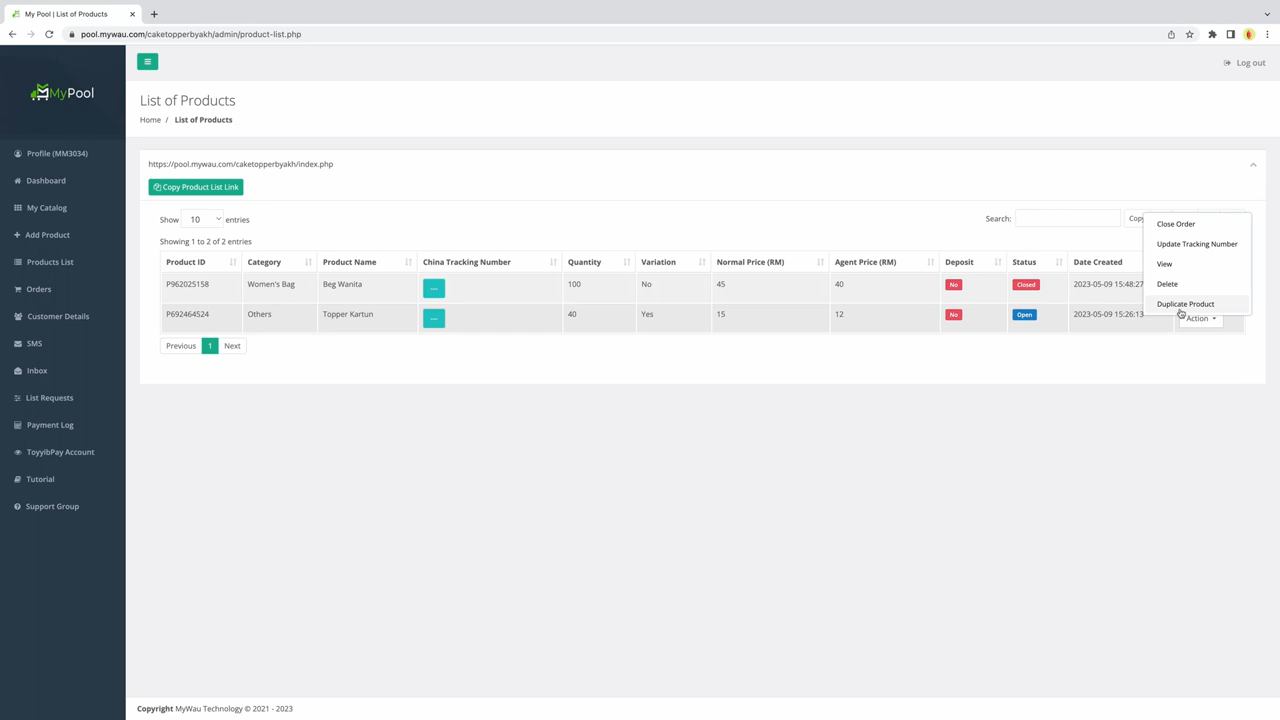 My Pool | List of Products
pool.mywau.com/caketopperbyakh/admin/product-list.php
MyPool
Log out
Profile (MM3034)
Dashboard
My Catalog
Add Product
Products List
Orders
Customer Details
SMS
Inbox
List Requests
Payment Log
ToyyibPay Account
Tutorial
Support Group
List of Products
Home / List of Products
https://pool.mywau.com/caketopperbyakh/index.php
Copy Product List Link
Show 10 entries
Search:
Showing 1 to 2 of 2 entries
Product ID Category Product Name China Tracking Number Quantity Variation Normal Price (RM) Agent Price (RM) Deposit Status Date Created
P962025158 Women's Bag Beg Wanita --- 100 No 45 40 No Closed 2023-05-09 15:48:27
P692464524 Others Topper Kartun --- 40 Yes 15 12 No Open 2023-05-09 15:26:13 Action
Close Order
Update Tracking Number
View
Delete
Duplicate Product
Previous 1 Next
Copyright MyWau Technology © 2021 - 2023